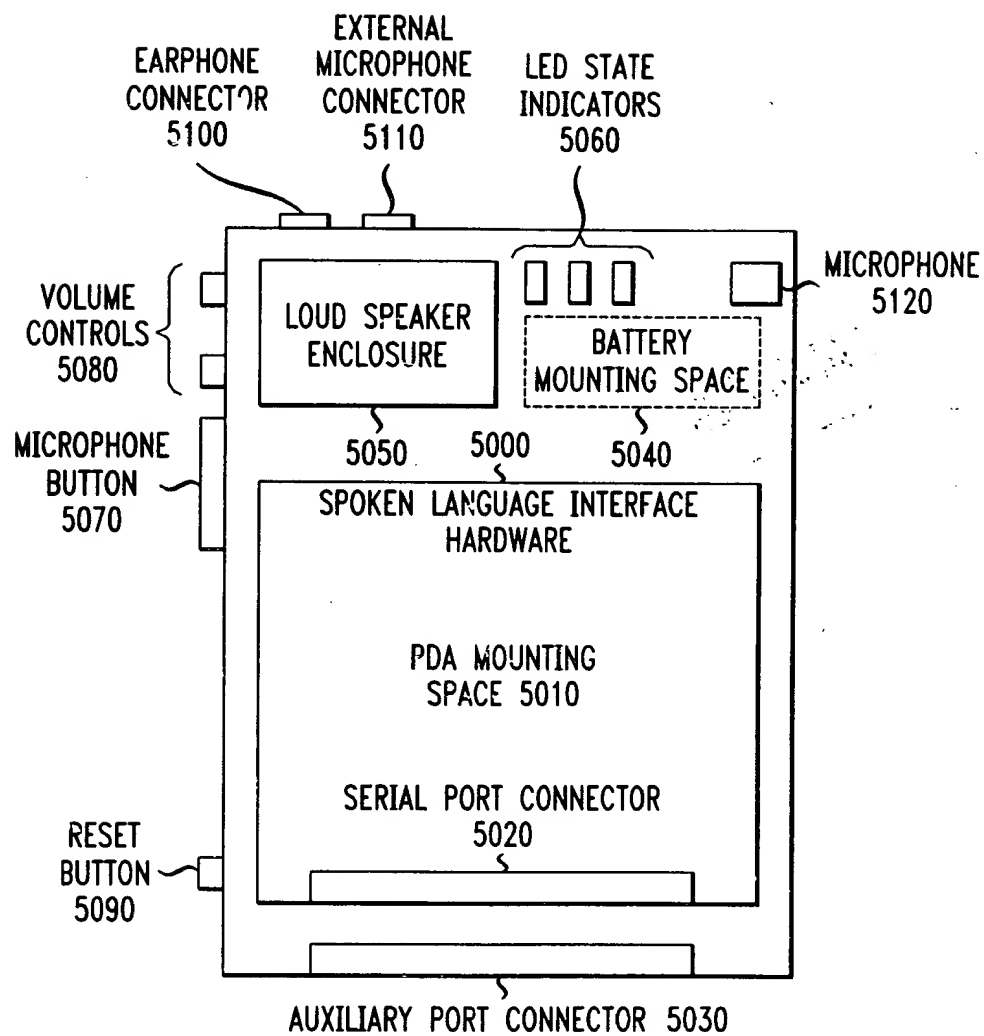 EARPHONE
CONNECTOR
5100
EXTERNAL
MICROPHONE
CONNECTOR
5110
LED STATE
INDICATORS
5060
VOLUME
CONTROLS
5080
LOUD SPEAKER
ENCLOSURE
MICROPHONE
5120
BATTERY
MOUNTING SPACE
5050
5000
5040
MICROPHONE
BUTTON
5070
SPOKEN LANGUAGE INTERFACE
HARDWARE
PDA MOUNTING
SPACE 5010
SERIAL PORT CONNECTOR
5020
RESET
BUTTON
5090
AUXILIARY PORT CONNECTOR 5030